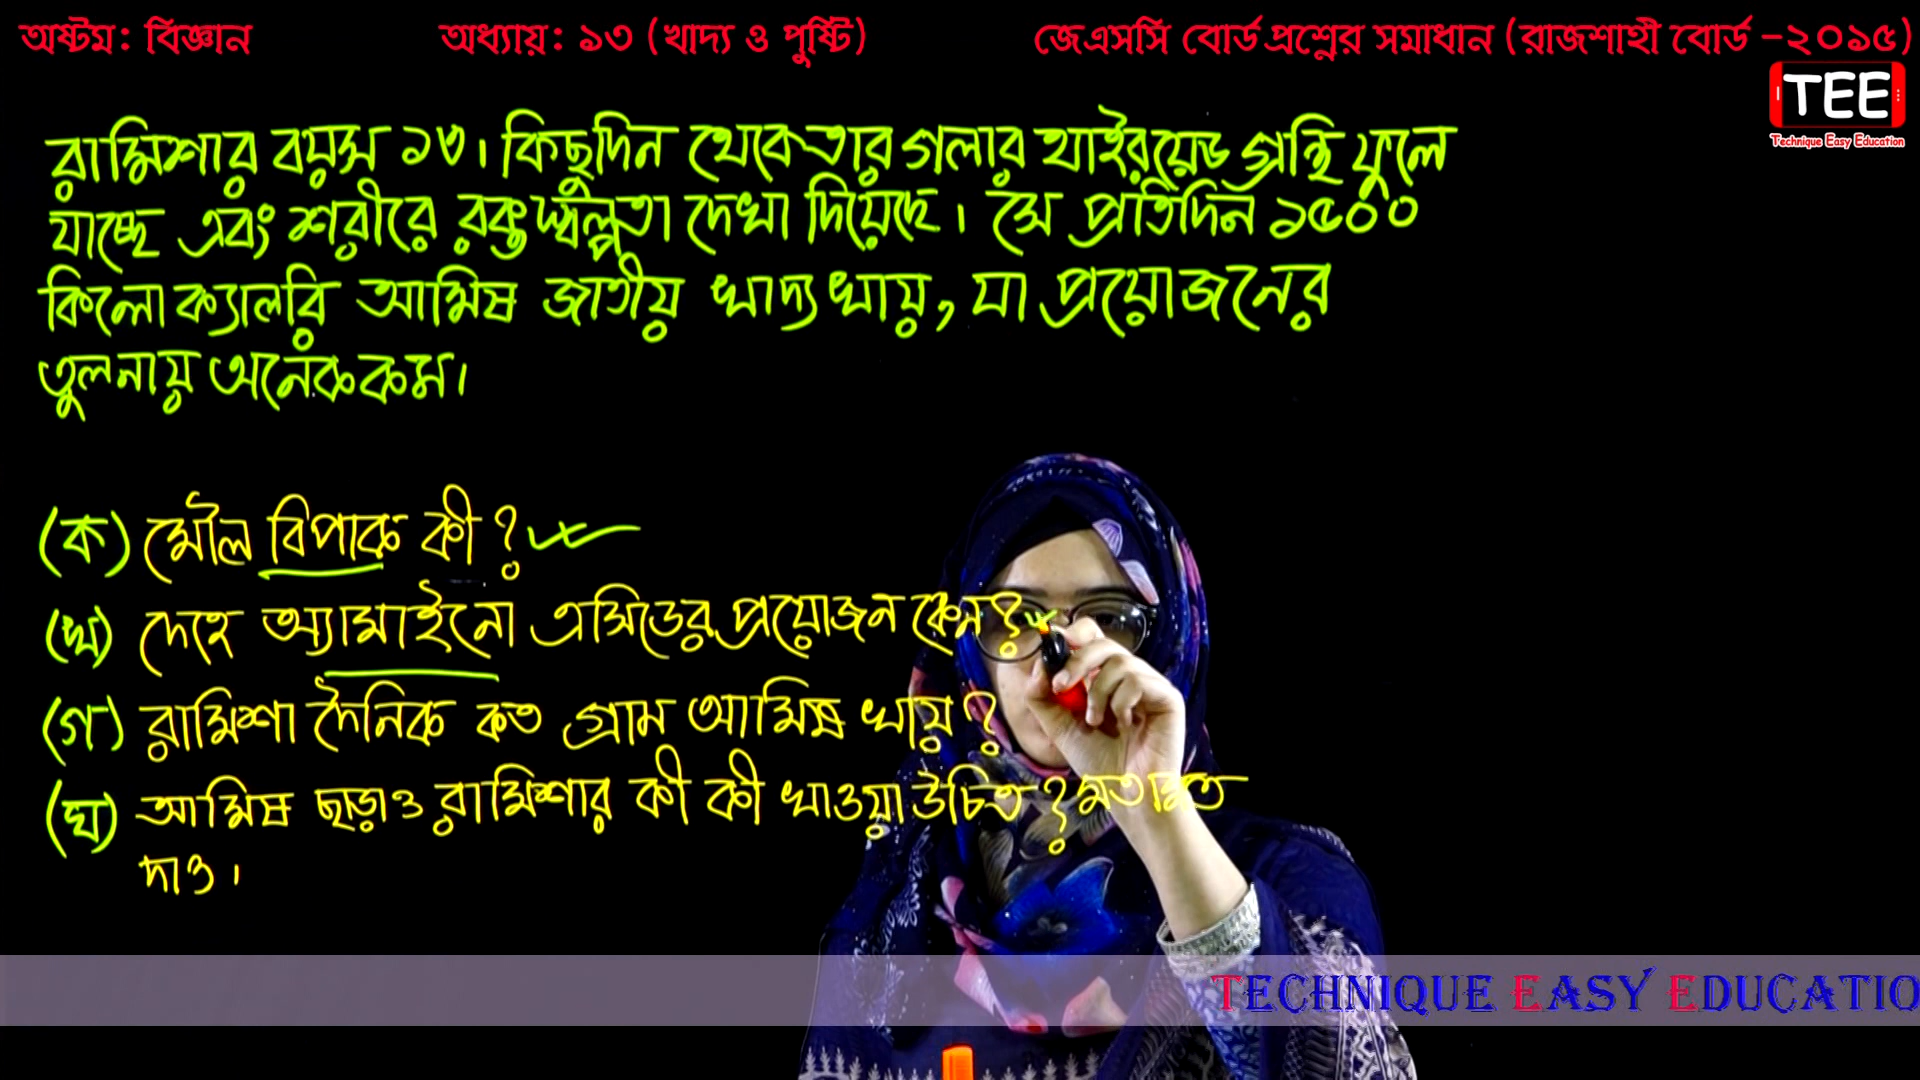 অষ্টম: বিজ্ঞান অধ্যায়: ১৩ (খাদ্য ও পুষ্টি) জেএসসি বোর্ড প্রশ্নের সমাধান (রাজশাহী বোর্ড -২০১৫)
TEE
Technique Easy Education
রামিশার বয়স ১৩। কিছুদিন থেকে তার গলার থাইরয়েড গ্রন্থি ফুলে
যাচ্ছে এবং শরীরে রক্ত স্বল্পতা দেখা দিয়েছে। সে প্রতিদিন ১৫০০
কিলো ক্যালরি আমিষ জাতীয় খাদ্য খায়, যা প্রয়োজনের
তুলনায় অনেক কম।
(ক) মৌল বিপাক কী?
(খ) দেহে অ্যামাইনো এসিডের প্রয়োজন কেন?
(গ) রামিশা দৈনিক কত গ্রাম আমিষ খায়?
(ঘ) আমিষ ছাড়াও রামিশার কী কী খাওয়া উচিত? মতামত
দাও।
TECHNIQUE EASY EDUCATIO